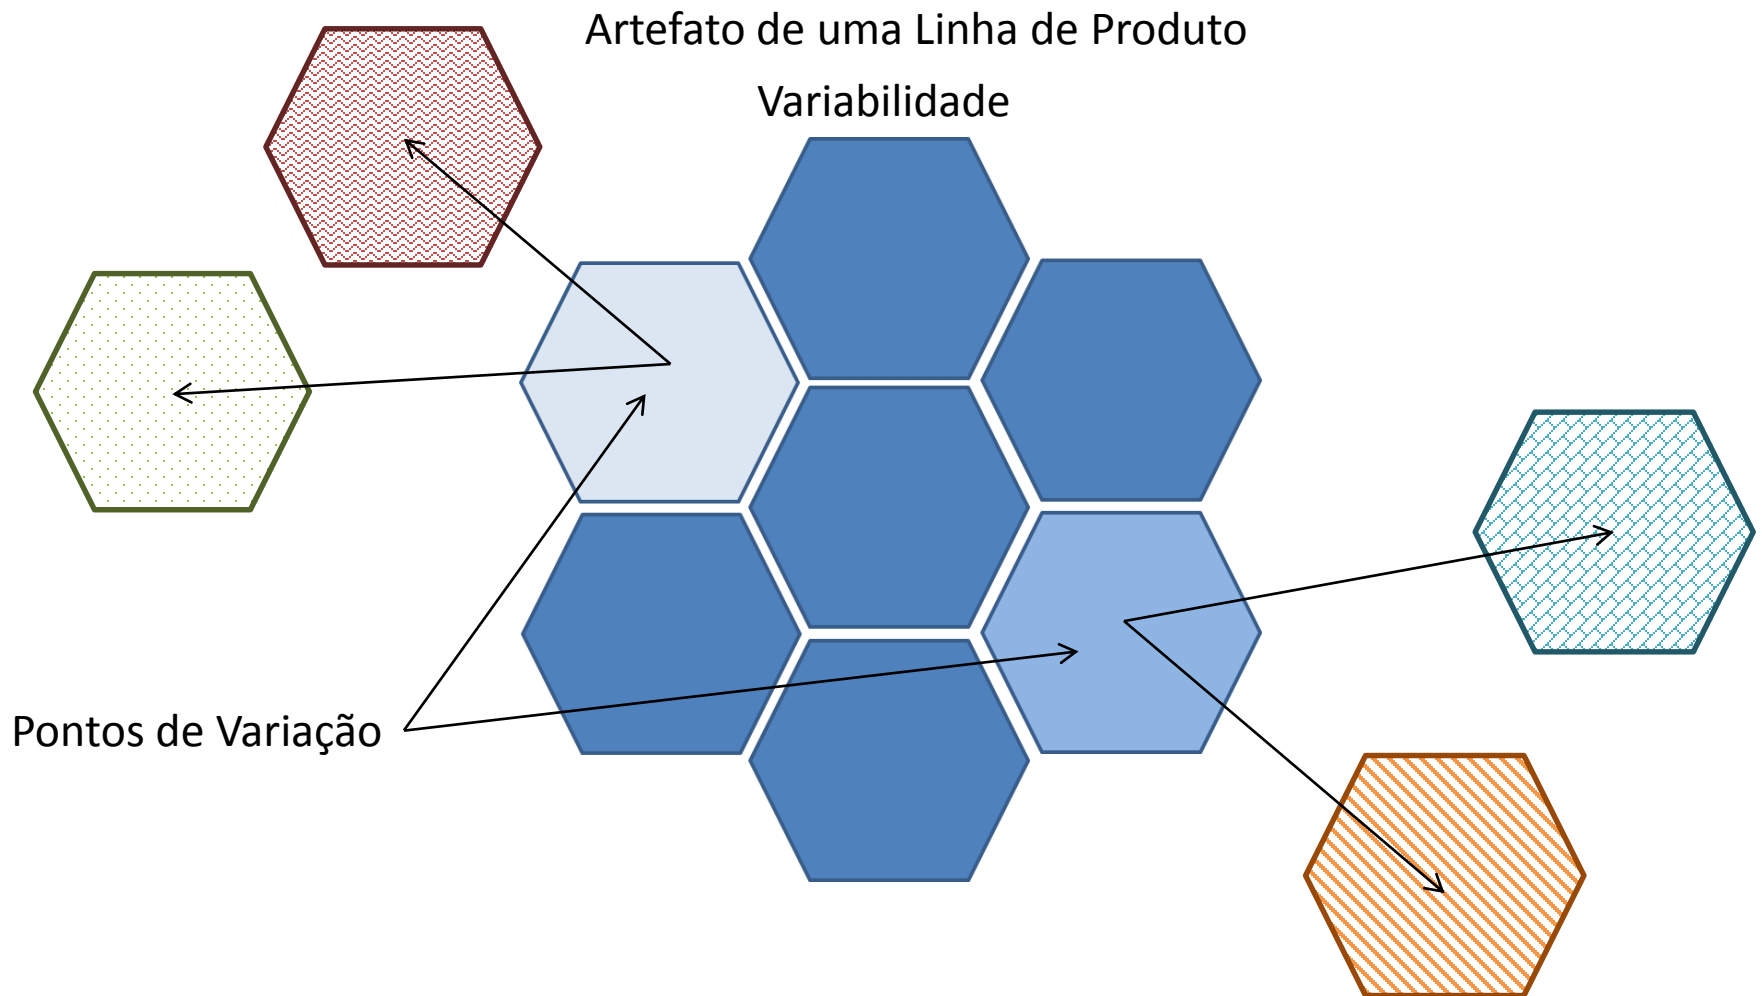 Artefato de uma Linha de Produto
Variabilidade
Pontos de Variação